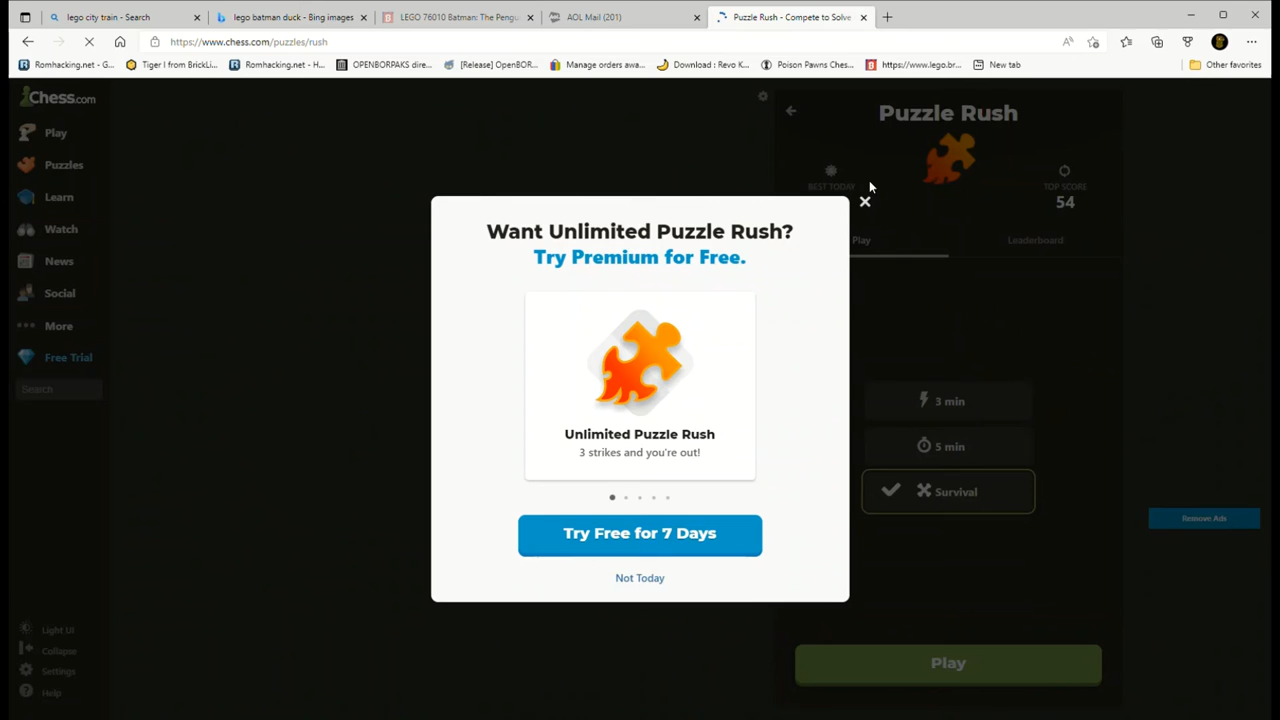 lego city train - Search
lego batman duck - Bing images
LEGO 76010 Batman: The Pengu
AOL Mail (201)
Puzzle Rush - Compete to Solve
https://www.chess.com/puzzles/rush
Romhacking.net - G...
Tiger I from BrickLi...
Romhacking.net - H...
OPENBORPAKS dire...
[Release] OpenBOR...
Manage orders awa...
Download : Revo K...
Poison Pawns Chess...
https://www.lego.br...
New tab
Other favorites
Chess.com
Play
Puzzles
Learn
Watch
News
Social
More
Free Trial
Search
Light UI
Collapse
Settings
Help
Want Unlimited Puzzle Rush?
Try Premium for Free.
Unlimited Puzzle Rush
3 strikes and you're out!
Try Free for 7 Days
Not Today
Puzzle Rush
BEST TODAY
TOP SCORE
54
Play
Leaderboard
3 min
5 min
Survival
Play
Remove Ads